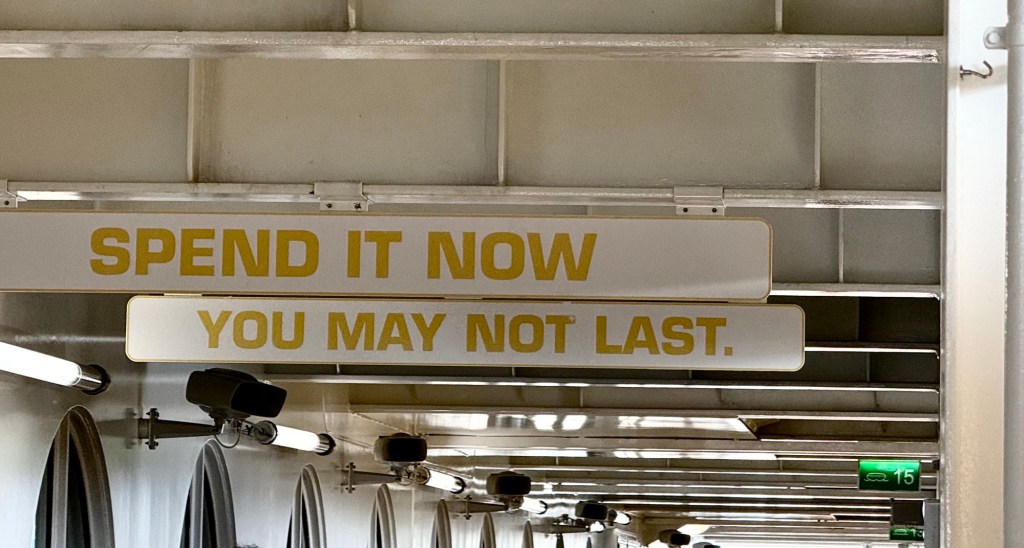 SPEND IT NOW
YOU MAY NOT LAST.
15